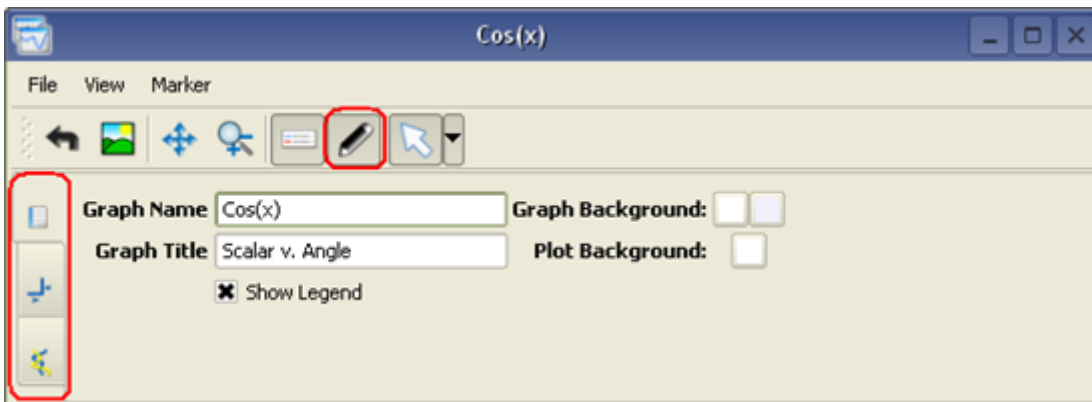 Cos(x)
File View Marker
Graph Name Cos(x) Graph Background:
Graph Title Scalar v. Angle Plot Background:
Show Legend